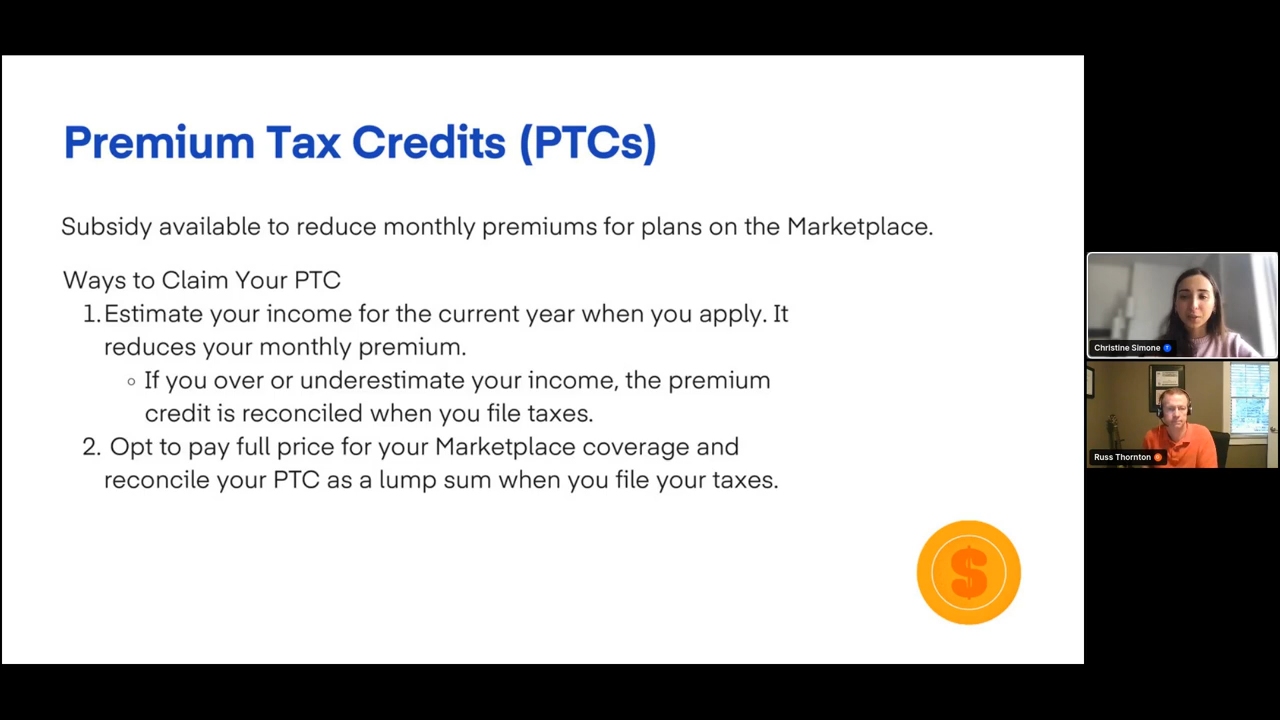 Premium Tax Credits (PTCs)
Subsidy available to reduce monthly premiums for plans on the Marketplace.
Ways to Claim Your PTC
1. Estimate your income for the current year when you apply. It
reduces your monthly premium.
◦ If you over or underestimate your income, the premium
credit is reconciled when you file taxes.
2. Opt to pay full price for your Marketplace coverage and
reconcile your PTC as a lump sum when you file your taxes.
$
Christine Simone
Russ Thornton